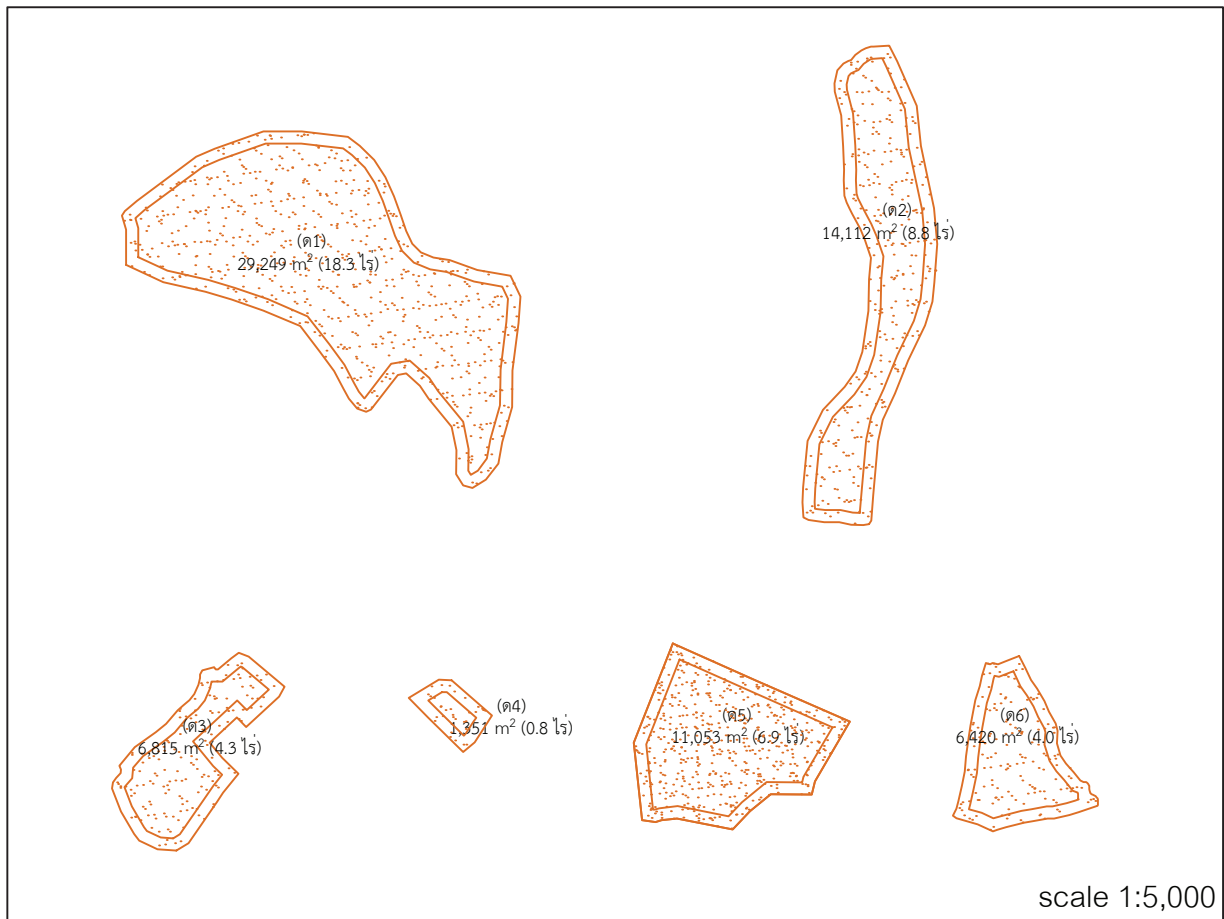 (ด1)
29,249 m² (18.3 ไร่)
(ด2)
14,112 m² (8.8 ไร่)
(ด3)
6,815 m² (4.3 ไร่)
(ด4)
1,351 m² (0.8 ไร่)
(ด5)
11,053 m² (6.9 ไร่)
(ด6)
6,420 m² (4.0 ไร่)
scale 1:5,000